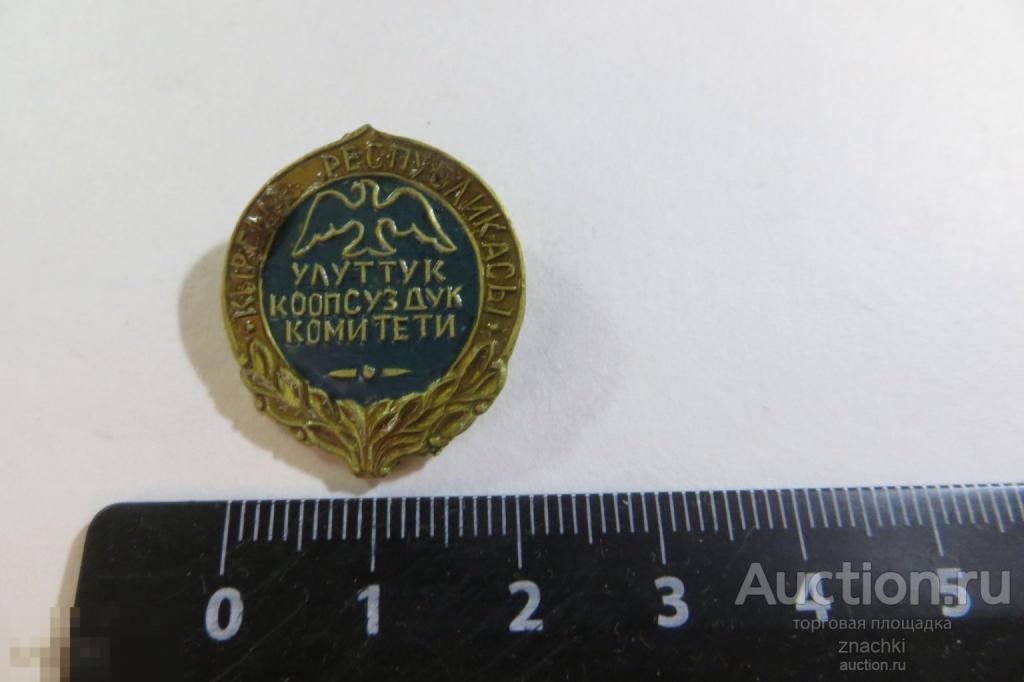 КЫРГЫЗ РЕСПУБЛИКАСЫ
УЛУТТУК
КООПСУЗДУК
КОМИТЕТИ
0 1 2 3 4 5
Auction.ru
торговая площадка
znachki
auction.ru